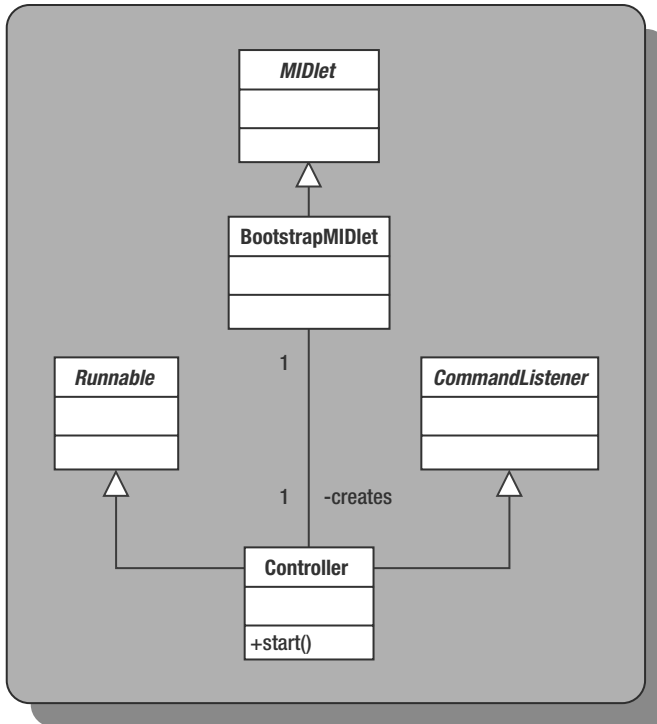 MIDlet
BootstrapMIDlet
1
Runnable
CommandListener
1 -creates
Controller
+start()